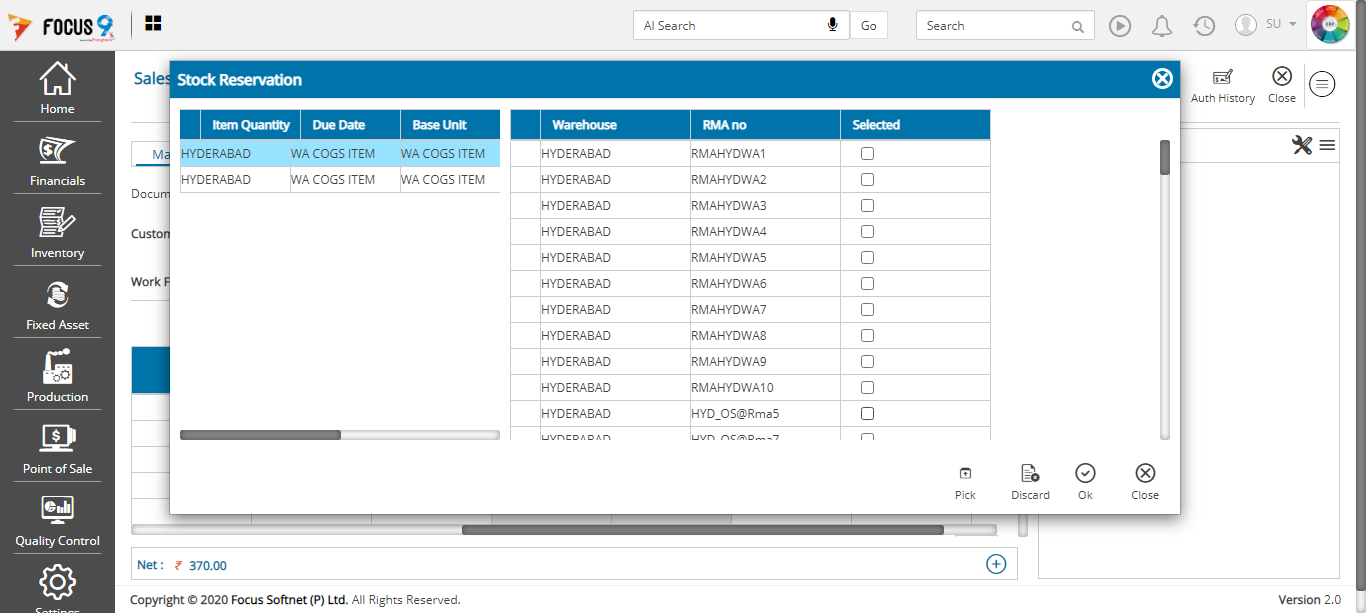 FOCUS 9
AI Search
Go
Search
SU
Home
Financials
Inventory
Fixed Asset
Production
Point of Sale
Quality Control
Settings
Sales
Auth History
Close
Ma
Docum
Custom
Work F
Stock Reservation
Item Quantity Due Date Base Unit
HYDERABAD WA COGS ITEM WA COGS ITEM
HYDERABAD WA COGS ITEM WA COGS ITEM
Warehouse RMA no Selected
HYDERABAD RMAHYDWA1
HYDERABAD RMAHYDWA2
HYDERABAD RMAHYDWA3
HYDERABAD RMAHYDWA4
HYDERABAD RMAHYDWA5
HYDERABAD RMAHYDWA6
HYDERABAD RMAHYDWA7
HYDERABAD RMAHYDWA8
HYDERABAD RMAHYDWA9
HYDERABAD RMAHYDWA10
HYDERABAD HYD_OS@Rma5
HYDERABAD HYD_OS@Rma7
Pick
Discard
Ok
Close
Net : ₹ 370.00
Copyright © 2020 Focus Softnet (P) Ltd. All Rights Reserved.
Version 2.0